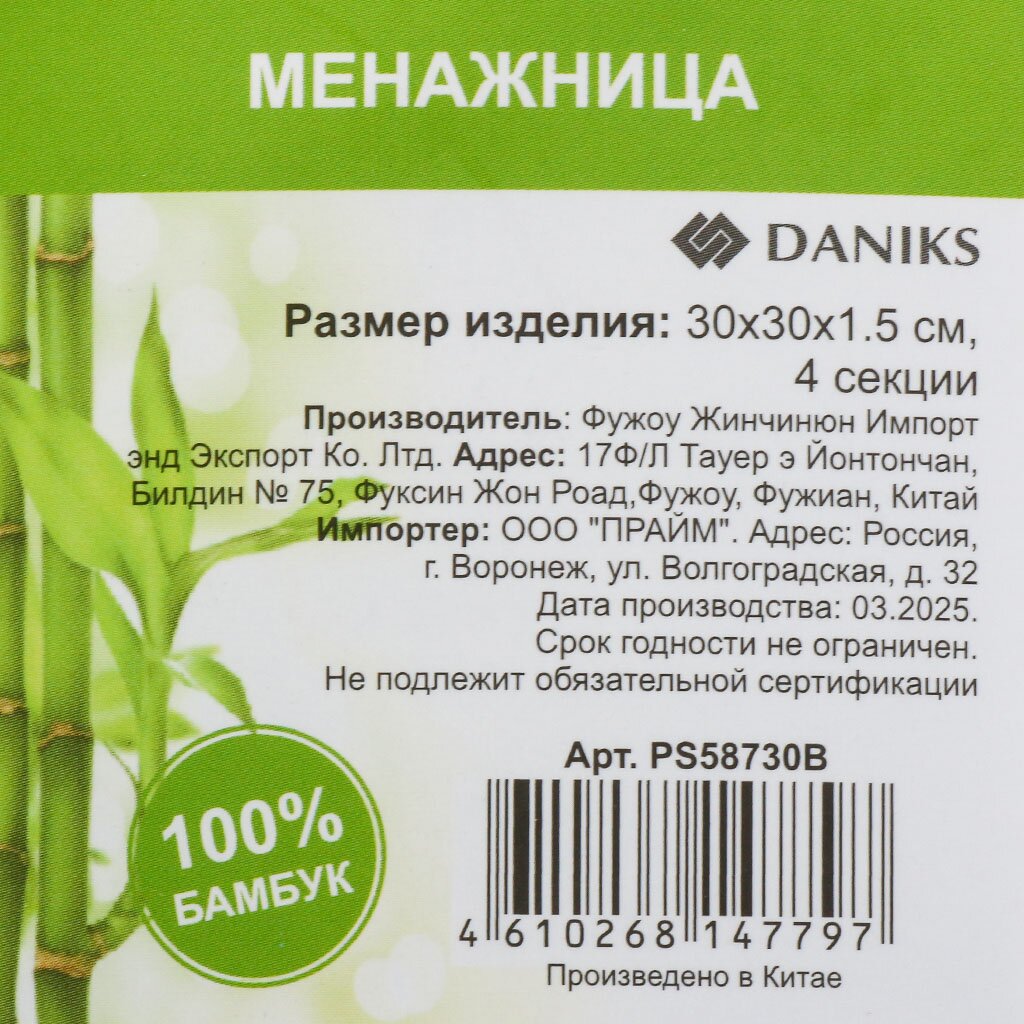 МЕНАЖНИЦА
DANIKS
Размер изделия: 30х30х1.5 см,
4 секции
Производитель: Фужоу Жинчинюн Импорт
энд Экспорт Ко. Лтд. Адрес: 17Ф/Л Тауер э Йонтончан,
Билдин № 75, Фуксин Жон Роад,Фужоу, Фужиан, Китай
Импортер: ООО "ПРАЙМ". Адрес: Россия,
г. Воронеж, ул. Волгоградская, д. 32
Дата производства: 03.2025.
Срок годности не ограничен.
Не подлежит обязательной сертификации
Арт. PS58730B
100%
БАМБУК
4 610268 147797
Произведено в Китае